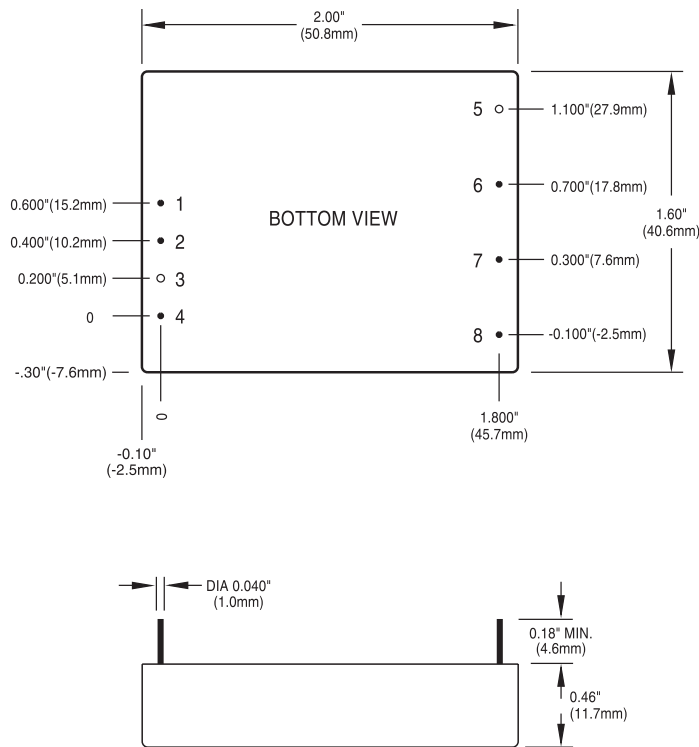 2.00"
(50.8mm)
5
1.100"(27.9mm)
6
0.700"(17.8mm)
0.600"(15.2mm)
1
BOTTOM VIEW
1.60"
(40.6mm)
0.400"(10.2mm)
2
7
0.300"(7.6mm)
0.200"(5.1mm)
3
0
4
8
-0.100"(-2.5mm)
-.30"(-7.6mm)
0
1.800"
(45.7mm)
-0.10"
(-2.5mm)
DIA 0.040"
(1.0mm)
0.18" MIN.
(4.6mm)
0.46"
(11.7mm)